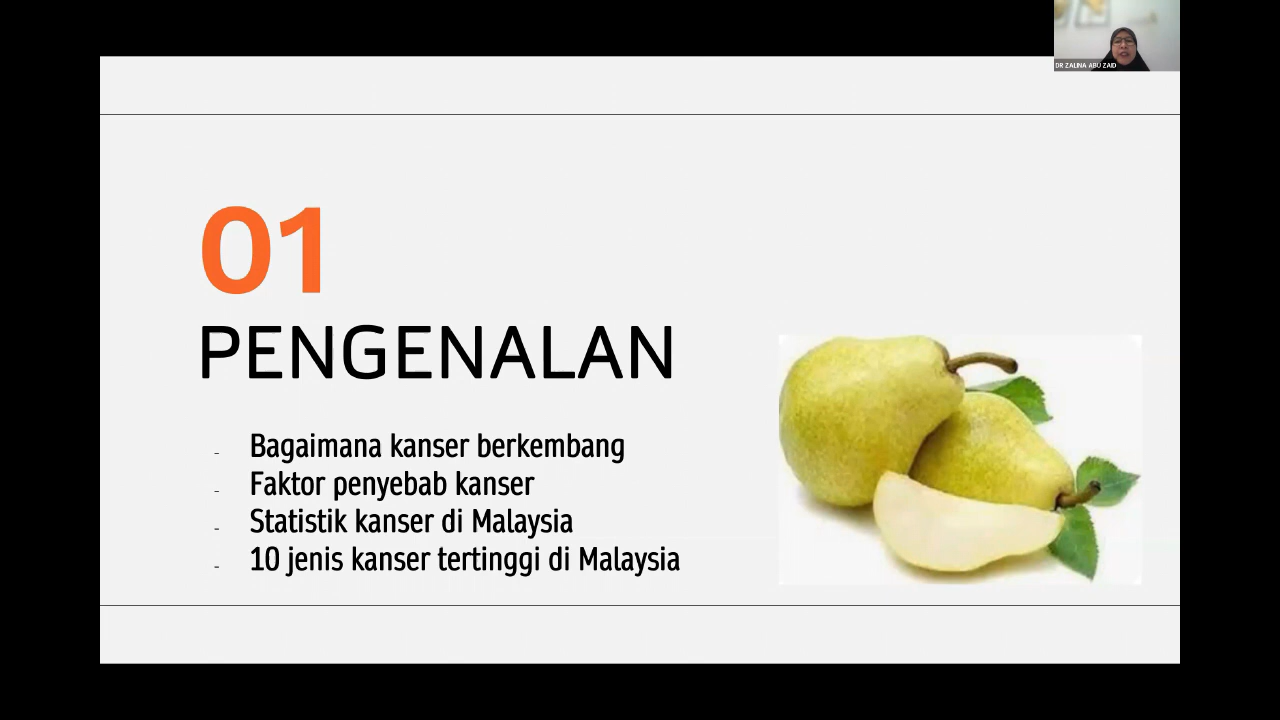 DR ZALINA ABU ZAID
01
PENGENALAN
- Bagaimana kanser berkembang
- Faktor penyebab kanser
- Statistik kanser di Malaysia
- 10 jenis kanser tertinggi di Malaysia